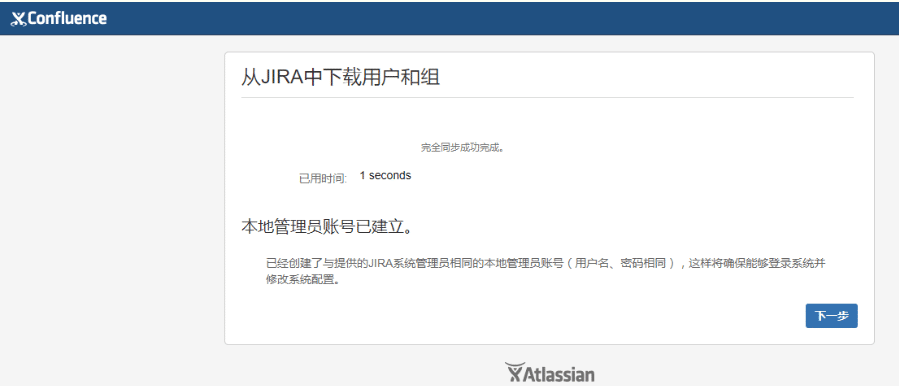 Confluence
从JIRA中下载用户和组
完全同步成功完成。
已用时间: 1 seconds
本地管理员账号已建立。
已经创建了与提供的JIRA系统管理员相同的本地管理员账号（用户名、密码相同），这样将确保能够登录系统并
修改系统配置。
下一步
Atlassian